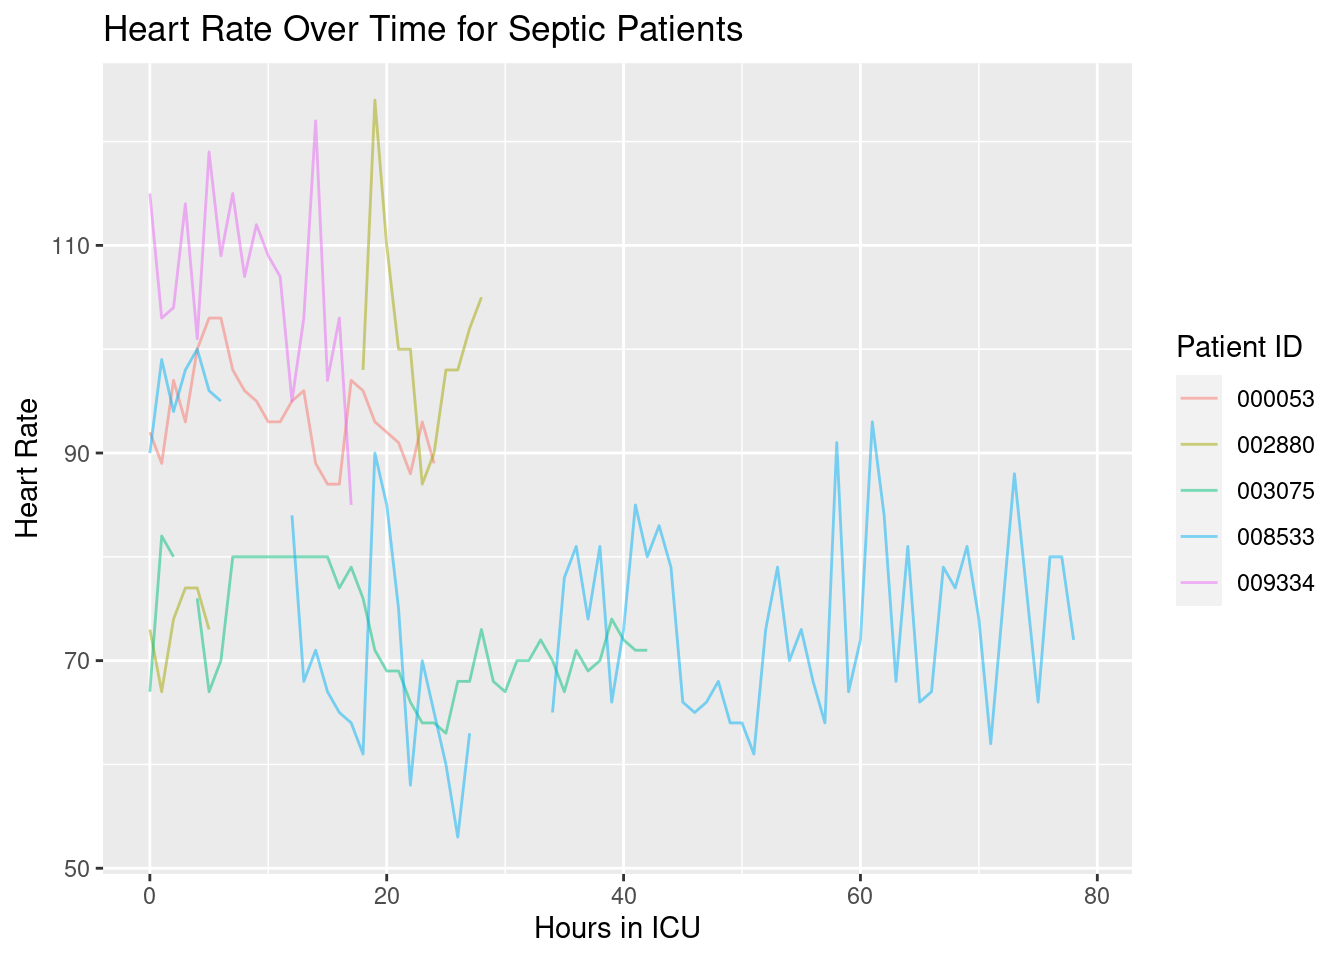 Heart Rate Over Time for Septic Patients
Heart Rate
110
90
70
50
0 20 40 60 80
Hours in ICU
Patient ID
000053
002880
003075
008533
009334